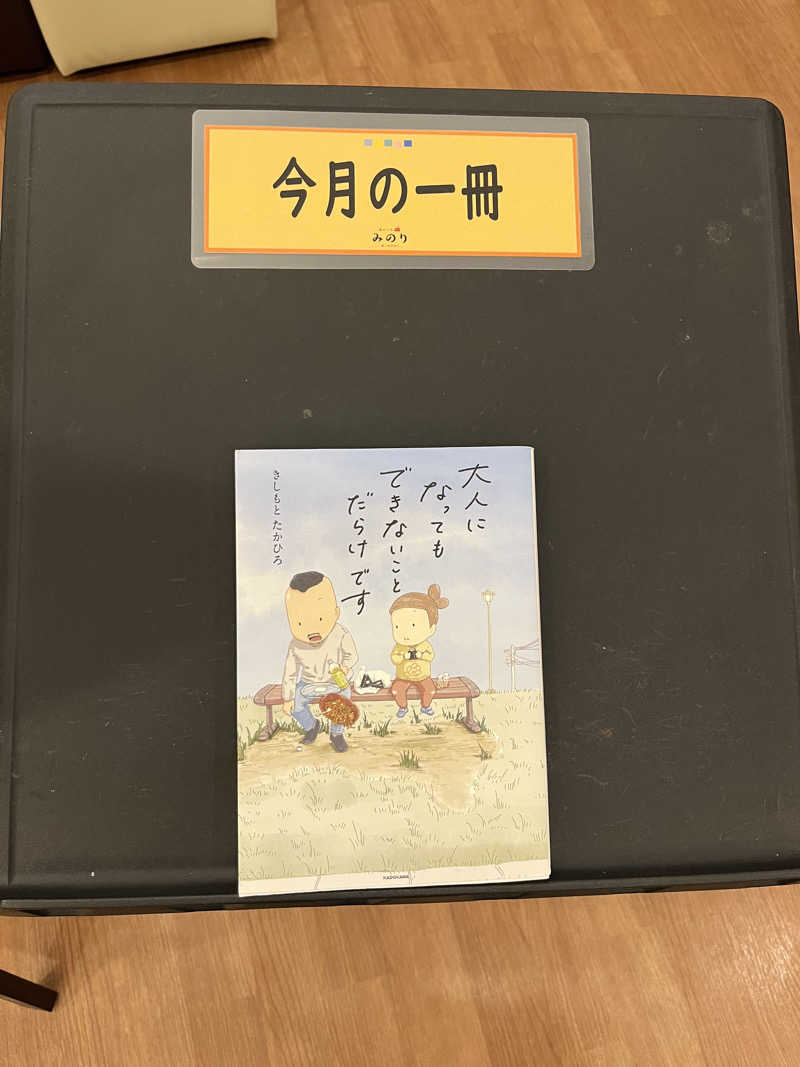 今月の一冊
みのり
大人に
なっても
できないこと
だらけです
きしもと たかひろ
KADOKAWA